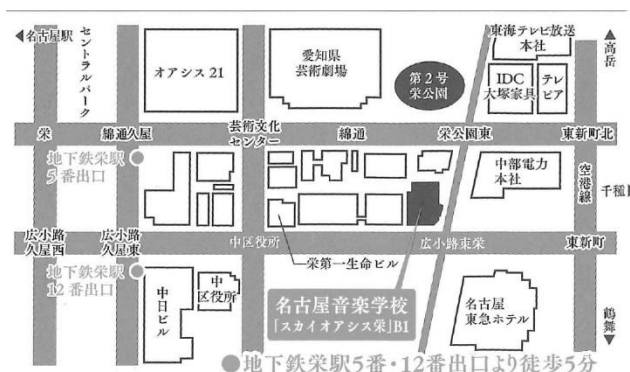 ◀名古屋駅
セントラルパーク
オアシス21
愛知県
芸術劇場
第2号
栄公園
東海テレビ放送
本社
▲高岳
IDC
大塚家具
テレ
ピア
栄
錦通久屋
芸術文化
センター
錦通
栄公園東
東新町北
地下鉄栄駅
5番出口
中部電力
本社
空港線
千種
広小路
久屋西
広小路
久屋東
中区役所
広小路東栄
東新町
栄第一生命ビル
地下鉄栄駅
12番出口
中日ビル
中
区役所
名古屋音楽学校
「スカイオアシス栄」B1
名古屋
東急ホテル
鶴舞▼
●地下鉄栄駅5番・12番出口より徒歩5分